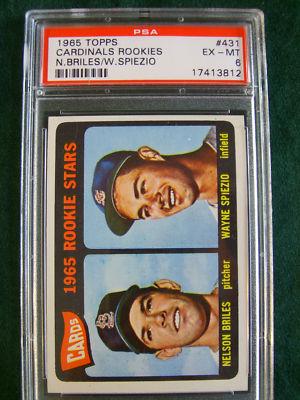 PSA
1965 TOPPS #431
CARDINALS ROOKIES EX - MT
N.BRILES/W.SPIEZIO 6
17413812
CARDS
1965 ROOKIE STARS
NELSON BRILES pitcher
WAYNE SPIEZIO infield